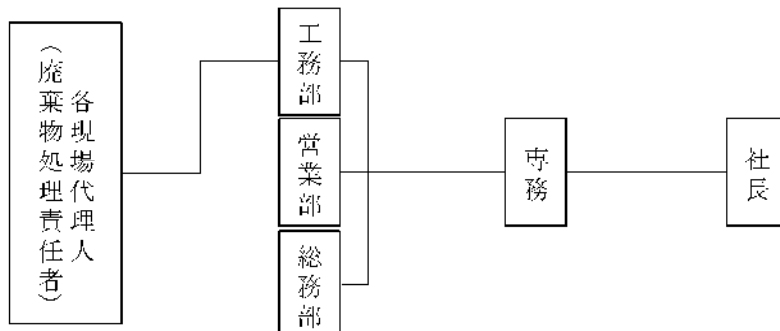 各現場代理人
(廃棄物処理責任者)
工務部
営業部
総務部
専務
社長